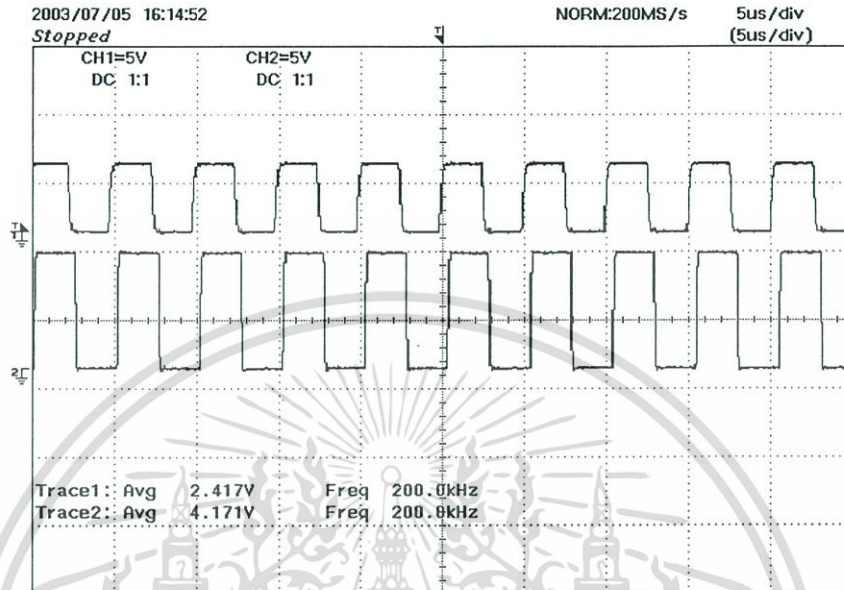 2003/07/05 16:14:52 NORM:200MS/s 5us/div
Stopped (5us/div)
CH1=5V CH2=5V
DC 1:1 DC 1:1
Trace1: Avg 2.417V Freq 200.0kHz
Trace2: Avg 4.171V Freq 200.0kHz